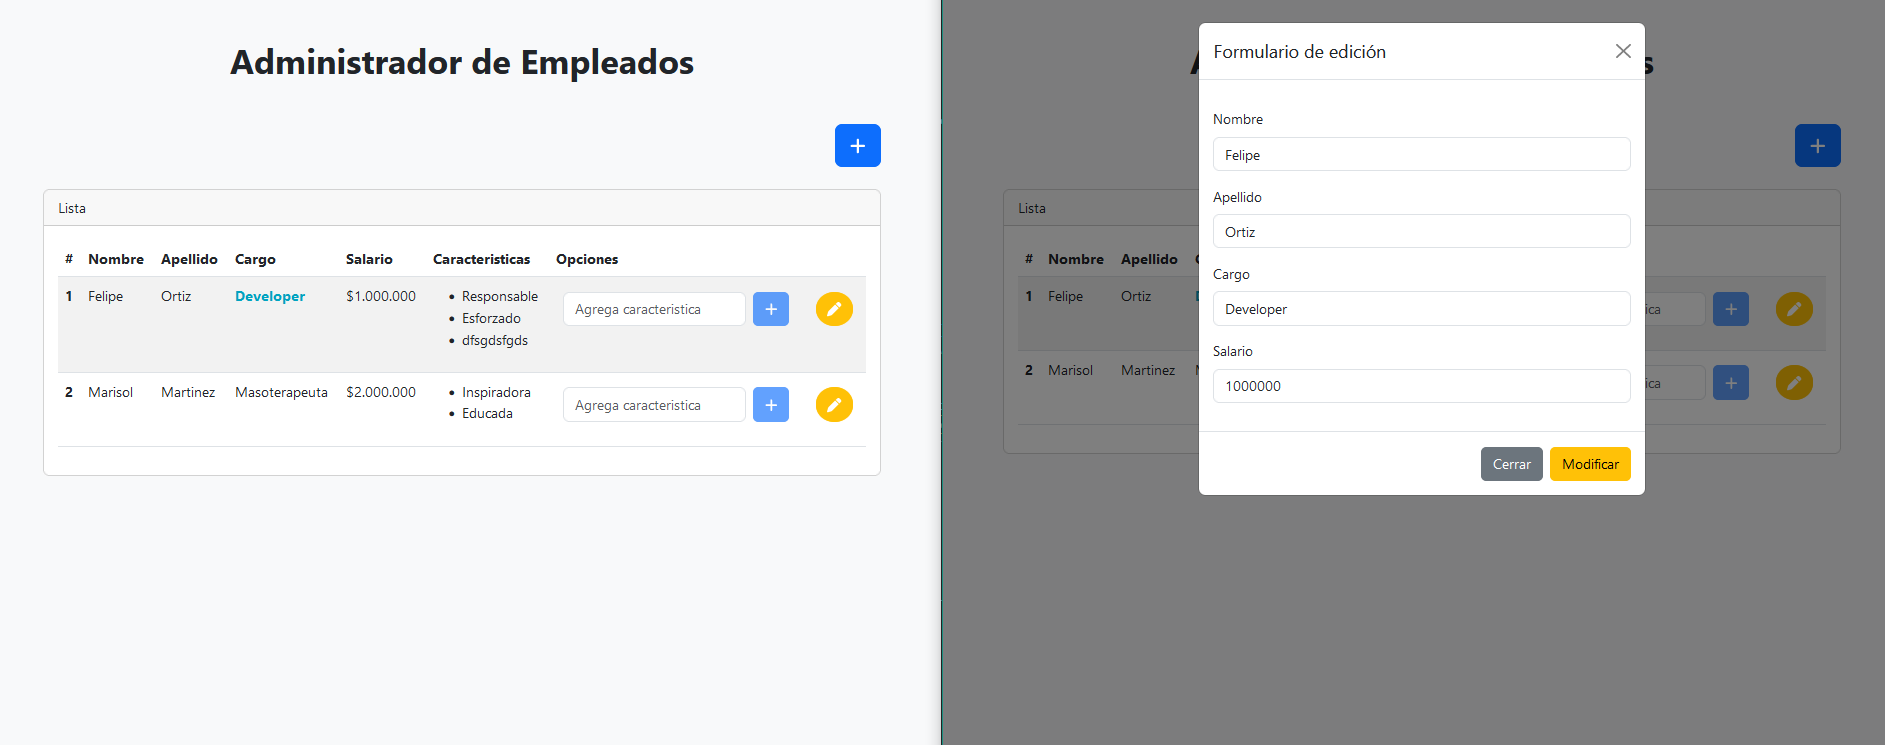 Administrador de Empleados
+
Lista
# Nombre Apellido Cargo Salario Caracteristicas Opciones
1 Felipe Ortiz Developer $1.000.000 • Responsable Agrega caracteristica +
• Esforzado
• dfsgdsfgds
2 Marisol Martinez Masoterapeuta $2.000.000 • Inspiradora Agrega caracteristica +
• Educada
s
+
Lista
# Nombre Apellido
1 Felipe Ortiz ica +
2 Marisol Martinez ica +
Formulario de edición
Nombre
Felipe
Apellido
Ortiz
Cargo
Developer
Salario
1000000
Cerrar Modificar